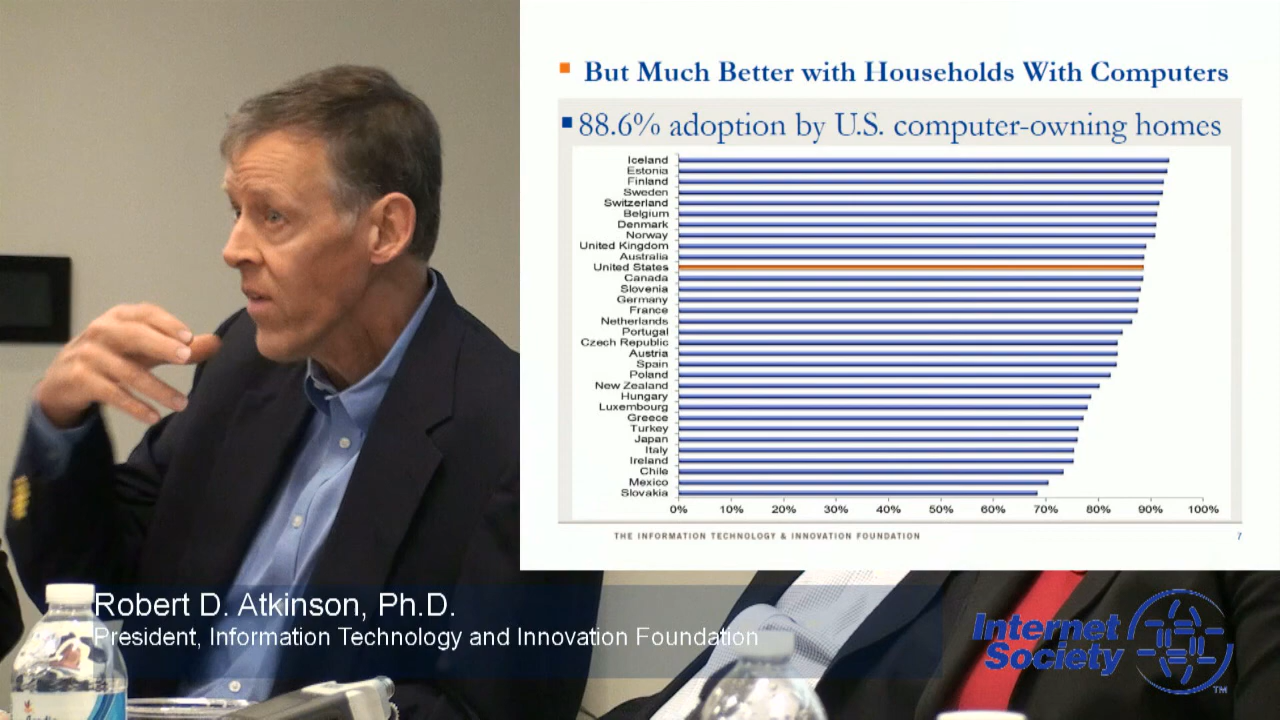 But Much Better with Households With Computers
88.6% adoption by U.S. computer-owning homes
Iceland
Estonia
Finland
Sweden
Switzerland
Belgium
Denmark
Norway
United Kingdom
Australia
United States
Canada
Slovenia
Germany
France
Netherlands
Portugal
Czech Republic
Austria
Spain
Poland
New Zealand
Hungary
Luxembourg
Greece
Turkey
Japan
Italy
Ireland
Chile
Mexico
Slovakia
0% 10% 20% 30% 40% 50% 60% 70% 80% 90% 100%
THE INFORMATION TECHNOLOGY & INNOVATION FOUNDATION 7
Robert D. Atkinson, Ph.D.
President, Information Technology and Innovation Foundation
Internet
Society
TM